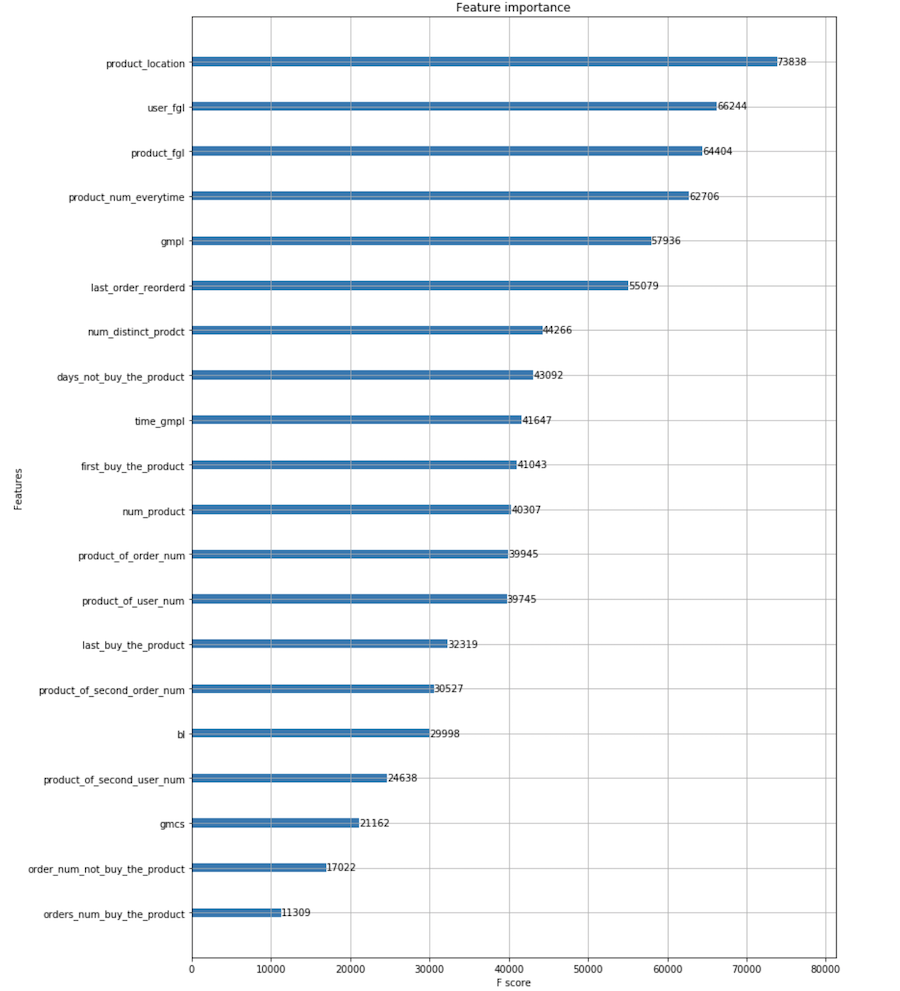 Feature importance
product_location 73838
user_fgl 66244
product_fgl 64404
product_num_everytime 62706
gmpl 57936
last_order_reorderd 55079
num_distinct_prodct 44266
days_not_buy_the_product 43092
time_gmpl 41647
first_buy_the_product 41043
num_product 40307
product_of_order_num 39945
product_of_user_num 39745
last_buy_the_product 32319
product_of_second_order_num 30527
bl 29998
product_of_second_user_num 24638
gmcs 21162
order_num_not_buy_the_product 17022
orders_num_buy_the_product 11309
Features
0 10000 20000 30000 40000 50000 60000 70000 80000
F score